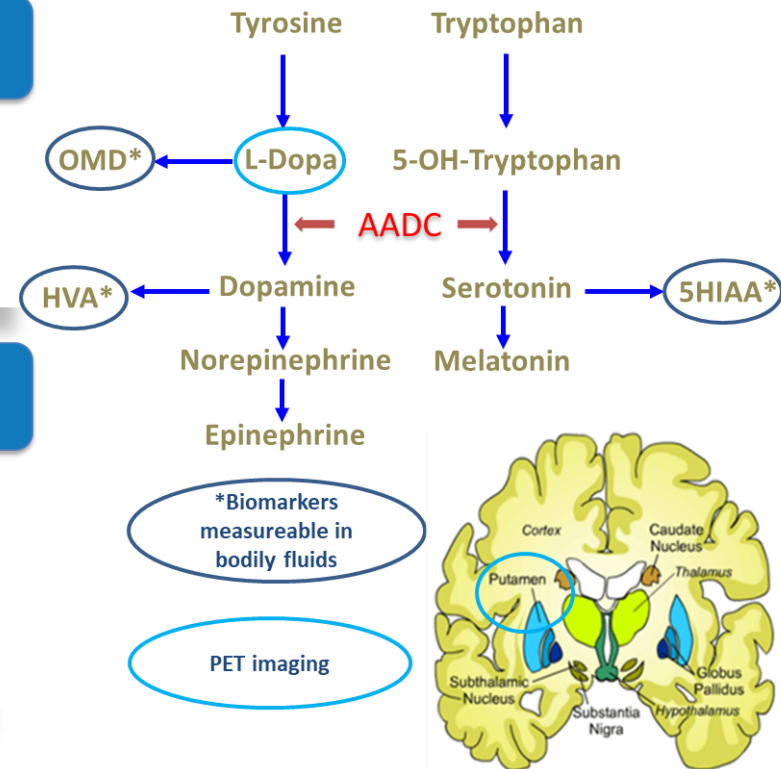 Tyrosine
Tryptophan
OMD*
L-Dopa
5-OH-Tryptophan
AADC
HVA*
Dopamine
Serotonin
5HIAA*
Norepinephrine
Melatonin
Epinephrine
*Biomarkers
measureable in
bodily fluids
PET imaging
Cortex
Caudate
Nucleus
Putamen
Thalamus
Subthalamic
Nucleus
Globus
Pallidus
Substantia
Nigra
Hypothalamus